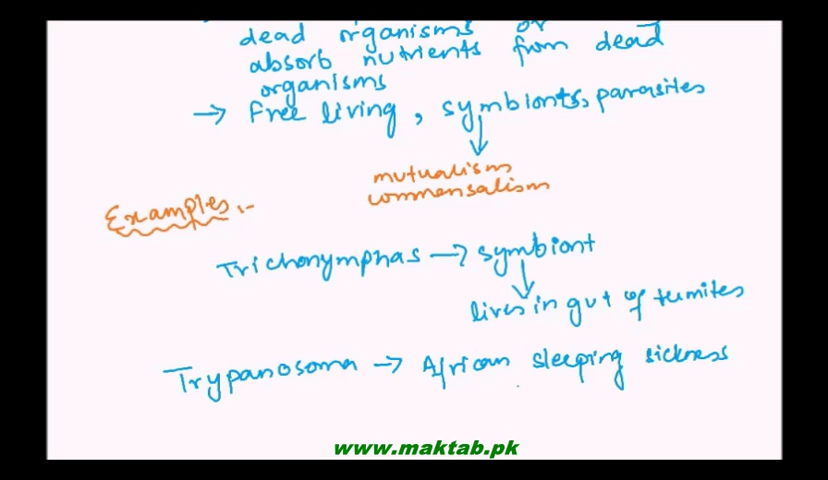 dead organisms or
absorb nutrients from dead
organisms
→ Free living, symbionts, parasites
mutualism
commensalism
Examples:-
Trichonymphas → symbiont
lives in gut of termites
Trypanosoma → African sleeping sickness
www.maktab.pk